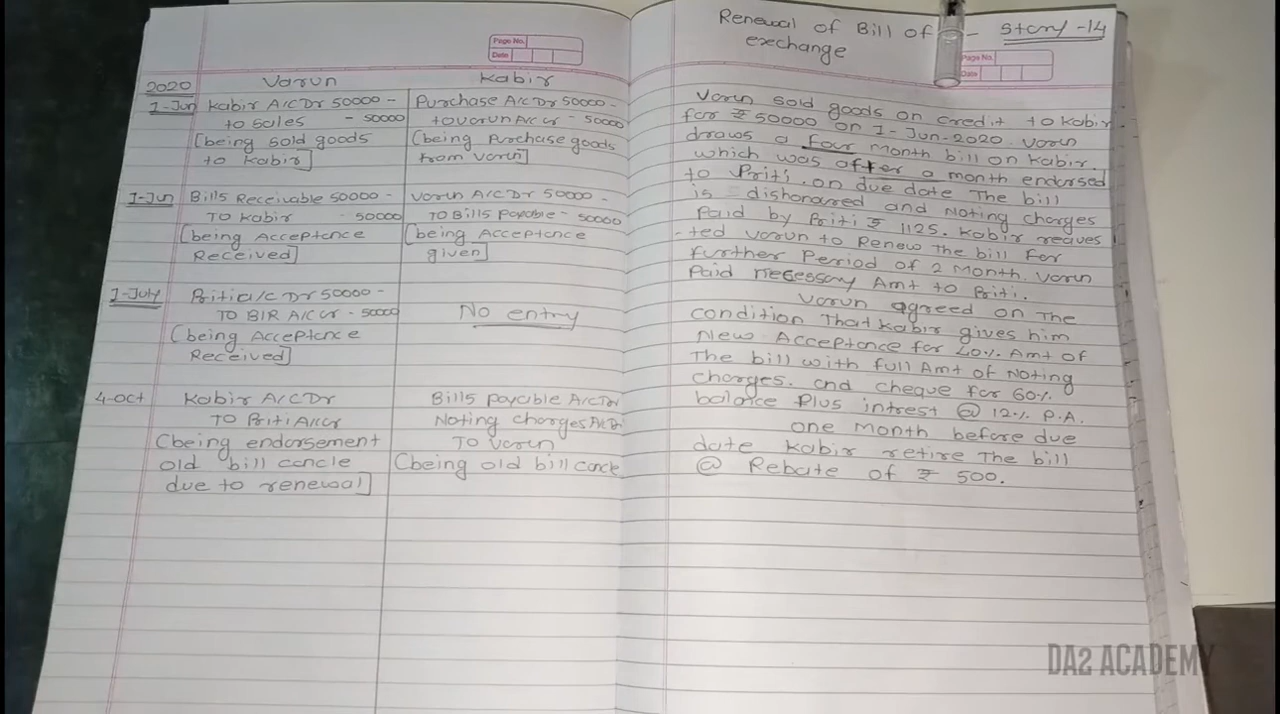 Page No.
Date
2020 Varun Kabir
1-Jun Kabir A/C Dr 50000 -
to Sales - 50000
[being sold goods
to kabir]
Purchase A/C Dr 50000 -
to Varun A/C Cr - 50000
(being Purchase goods
from Varun]
1-Jun Bills Receivable 50000 -
TO Kabir - 50000
[being Acceptance
Received]
Varun A/C Dr 50000 -
TO Bills Payable - 50000
[being Acceptance
given]
1-July Priti a/c Dr 50000 -
TO B/R A/C Cr - 50000
(being Acceptance
Received]
No entry
4-Oct Kabir A/C Dr
TO Priti A/c Cr
Cbeing endorsement
old bill cancle
due to renewal]
Bills payable A/C Dr
Noting charges A/c Dr
TO Varun
Cbeing old bill cancle
Renewal of Bill of - Story -14
exchange
Page No.
Date
Varun sold goods on credit to kabir
for ₹ 50000 on 1-Jun-2020 Varun
draws a four month bill on kabir.
which was after a month endorsed
to Priti. on due date The bill
is dishonared and Noting charges
Paid by Priti ₹ 1125. Kabir reques
-ted Varun to Renew The bill for
further Period of 2 Month. Varun
Paid necessary Amt to Priti.
Varun agreed on The
condition That Kabir gives him
New Acceptance for 40% Amt of
The bill with full Amt of Noting
charges. and cheque for 60%
balance Plus intrest @ 12% P.A.
one month before due
date Kabir retire The bill
@ Rebate of ₹ 500.
DA2 ACADEMY